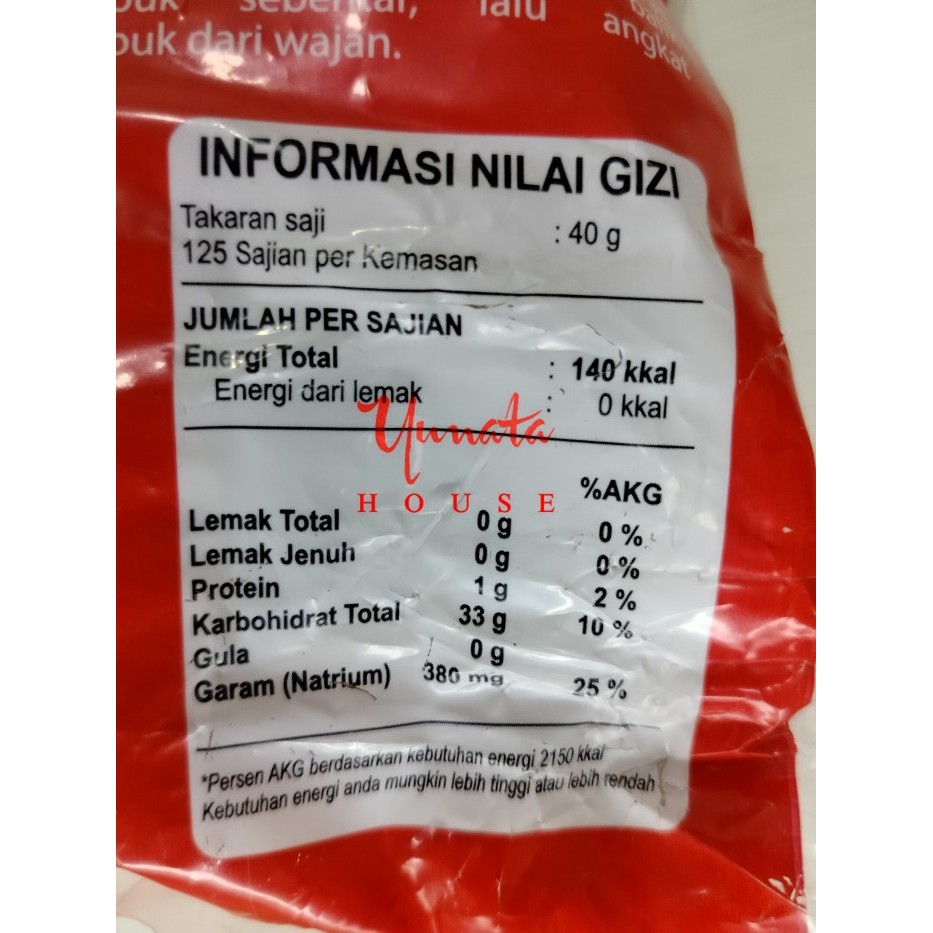 sebentar, lalu
dari wajan.
angkat
INFORMASI NILAI GIZI
Takaran saji : 40 g
125 Sajian per Kemasan
JUMLAH PER SAJIAN
Energi Total : 140 kkal
Energi dari lemak : 0 kkal
Yunata
HOUSE
%AKG
Lemak Total 0 g 0 %
Lemak Jenuh 0 g 0 %
Protein 1 g 2 %
Karbohidrat Total 33 g 10 %
Gula 0 g
Garam (Natrium) 380 mg 25 %
*Persen AKG berdasarkan kebutuhan energi 2150 kkal
Kebutuhan energi anda mungkin lebih tinggi atau lebih rendah